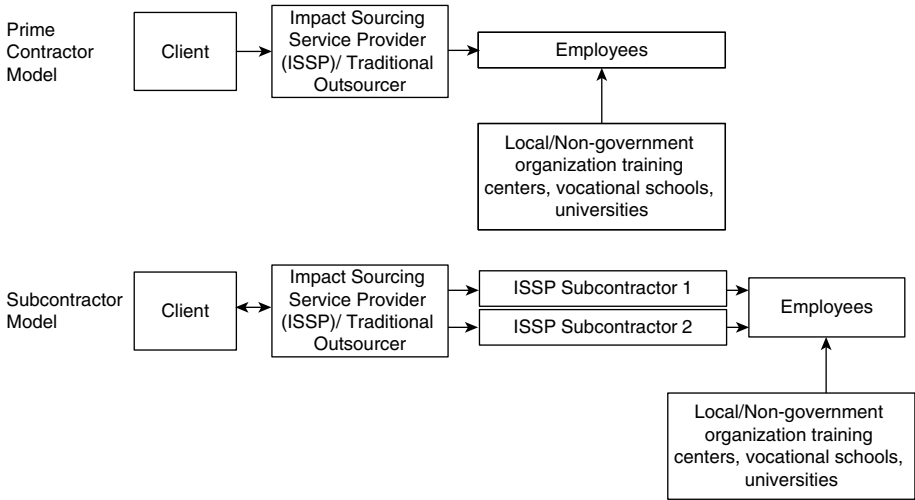 Prime
Contractor
Model
Client
Impact Sourcing
Service Provider
(ISSP)/ Traditional
Outsourcer
Employees
Local/Non-government
organization training
centers, vocational schools,
universities
Subcontractor
Model
Client
Impact Sourcing
Service Provider
(ISSP)/ Traditional
Outsourcer
ISSP Subcontractor 1
ISSP Subcontractor 2
Employees
Local/Non-government
organization training
centers, vocational schools,
universities